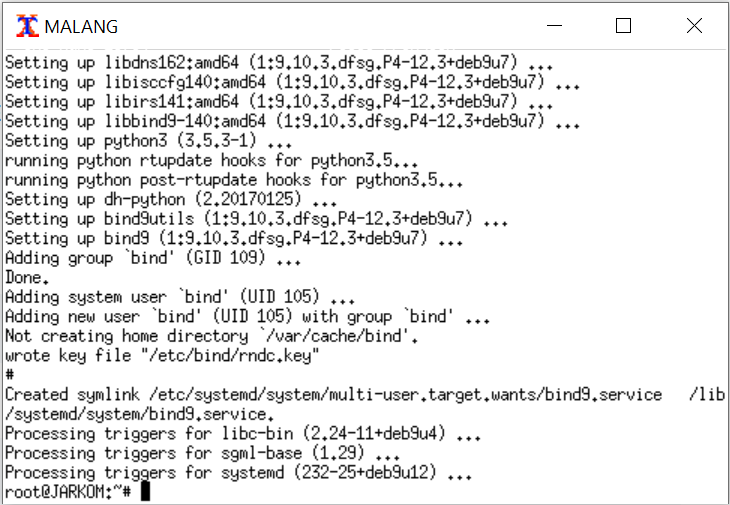 MALANG
Setting up libdns162:amd64 (1:9.10.3.dfsg.P4-12.3+deb9u7) ...
Setting up libisccfg140:amd64 (1:9.10.3.dfsg.P4-12.3+deb9u7) ...
Setting up libirs141:amd64 (1:9.10.3.dfsg.P4-12.3+deb9u7) ...
Setting up libbind9-140:amd64 (1:9.10.3.dfsg.P4-12.3+deb9u7) ...
Setting up python3 (3.5.3-1) ...
running python rtupdate hooks for python3.5...
running python post-rtupdate hooks for python3.5...
Setting up dh-python (2.20170125) ...
Setting up bind9utils (1:9.10.3.dfsg.P4-12.3+deb9u7) ...
Setting up bind9 (1:9.10.3.dfsg.P4-12.3+deb9u7) ...
Adding group `bind' (GID 109) ...
Done.
Adding system user `bind' (UID 105) ...
Adding new user `bind' (UID 105) with group `bind' ...
Not creating home directory `/var/cache/bind'.
wrote key file "/etc/bind/rndc.key"
#
Created symlink /etc/systemd/system/multi-user.target.wants/bind9.service   /lib
/systemd/system/bind9.service.
Processing triggers for libc-bin (2.24-11+deb9u4) ...
Processing triggers for sgml-base (1.29) ...
Processing triggers for systemd (232-25+deb9u12) ...
root@JARKOM:~#